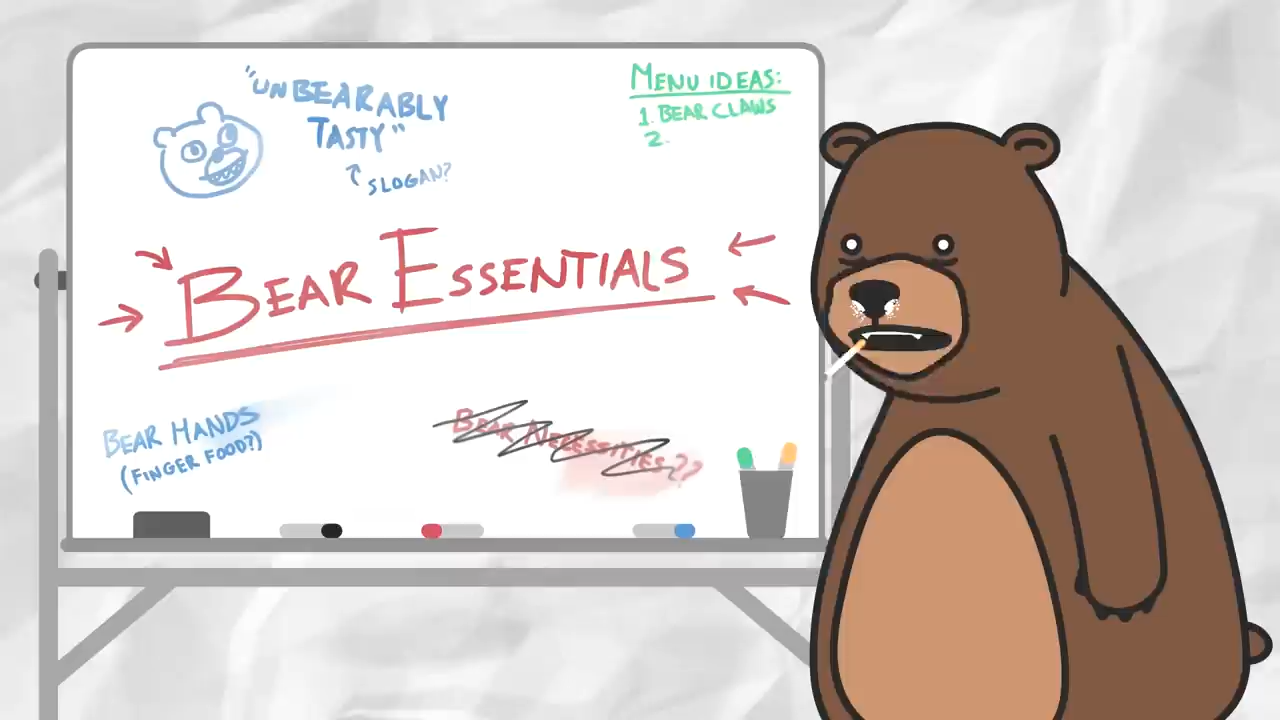 "UNBEARABLY
TASTY"
SLOGAN?
MENU IDEAS:
1. BEAR CLAWS
2.
BEAR ESSENTIALS
BEAR HANDS
(FINGER FOOD?)
BEAR NECESSITIES??